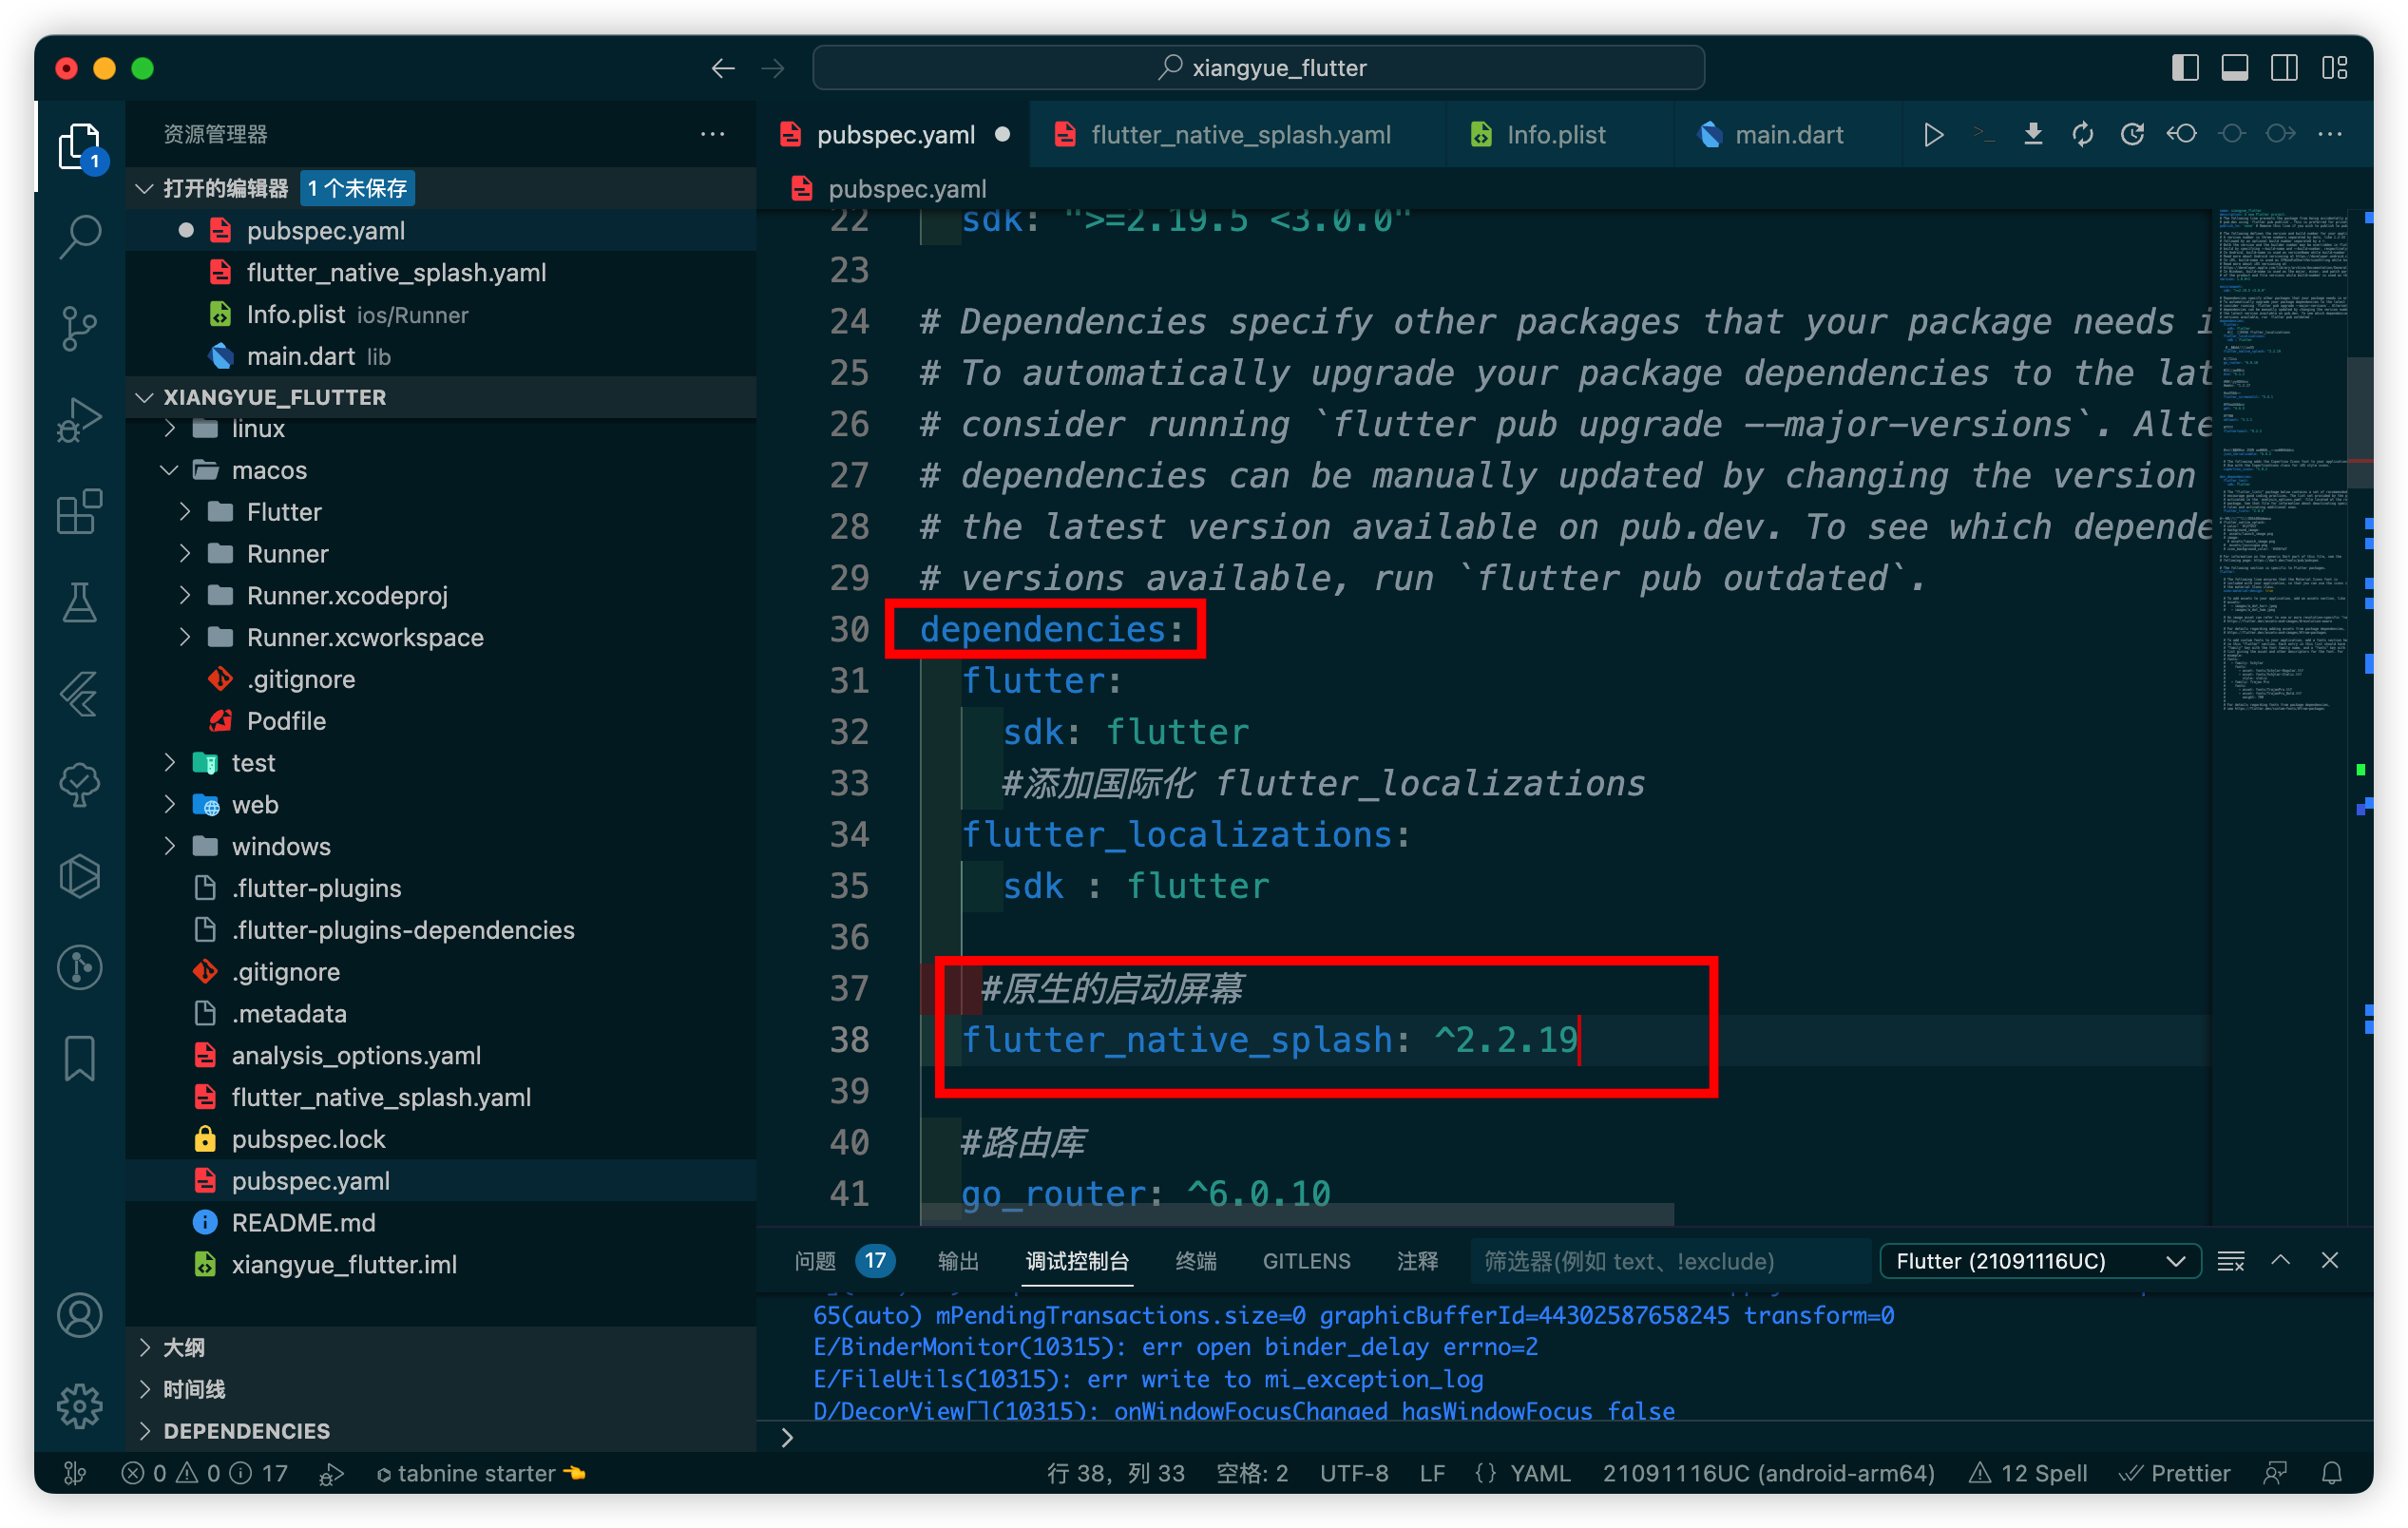 xiangyue_flutter
资源管理器
打开的编辑器 1 个未保存
pubspec.yaml
flutter_native_splash.yaml
Info.plist ios/Runner
main.dart lib
XIANGYUE_FLUTTER
linux
macos
Flutter
Runner
Runner.xcodeproj
Runner.xcworkspace
.gitignore
Podfile
test
web
windows
.flutter-plugins
.flutter-plugins-dependencies
.gitignore
.metadata
analysis_options.yaml
flutter_native_splash.yaml
pubspec.lock
pubspec.yaml
README.md
xiangyue_flutter.iml
大纲
时间线
DEPENDENCIES
1
pubspec.yaml flutter_native_splash.yaml Info.plist main.dart
pubspec.yaml
22 sdk: ">=2.19.5 <3.0.0"
23
24 # Dependencies specify other packages that your package needs i
25 # To automatically upgrade your package dependencies to the lat
26 # consider running `flutter pub upgrade --major-versions`. Alte
27 # dependencies can be manually updated by changing the version
28 # the latest version available on pub.dev. To see which depende
29 # versions available, run `flutter pub outdated`.
30 dependencies:
31 flutter:
32 sdk: flutter
33 #添加国际化 flutter_localizations
34 flutter_localizations:
35 sdk : flutter
36
37 #原生的启动屏幕
38 flutter_native_splash: ^2.2.19
39
40 #路由库
41 go_router: ^6.0.10
问题 17 输出 调试控制台 终端 GITLENS 注释 筛选器(例如 text、!exclude) Flutter (21091116UC)
65(auto) mPendingTransactions.size=0 graphicBufferId=44302587658245 transform=0
E/BinderMonitor(10315): err open binder_delay errno=2
E/FileUtils(10315): err write to mi_exception_log
D/DecorView[](10315): onWindowFocusChanged hasWindowFocus false
0 0 17 tabnine starter 行 38，列 33 空格: 2 UTF-8 LF {} YAML 21091116UC (android-arm64) 12 Spell Prettier